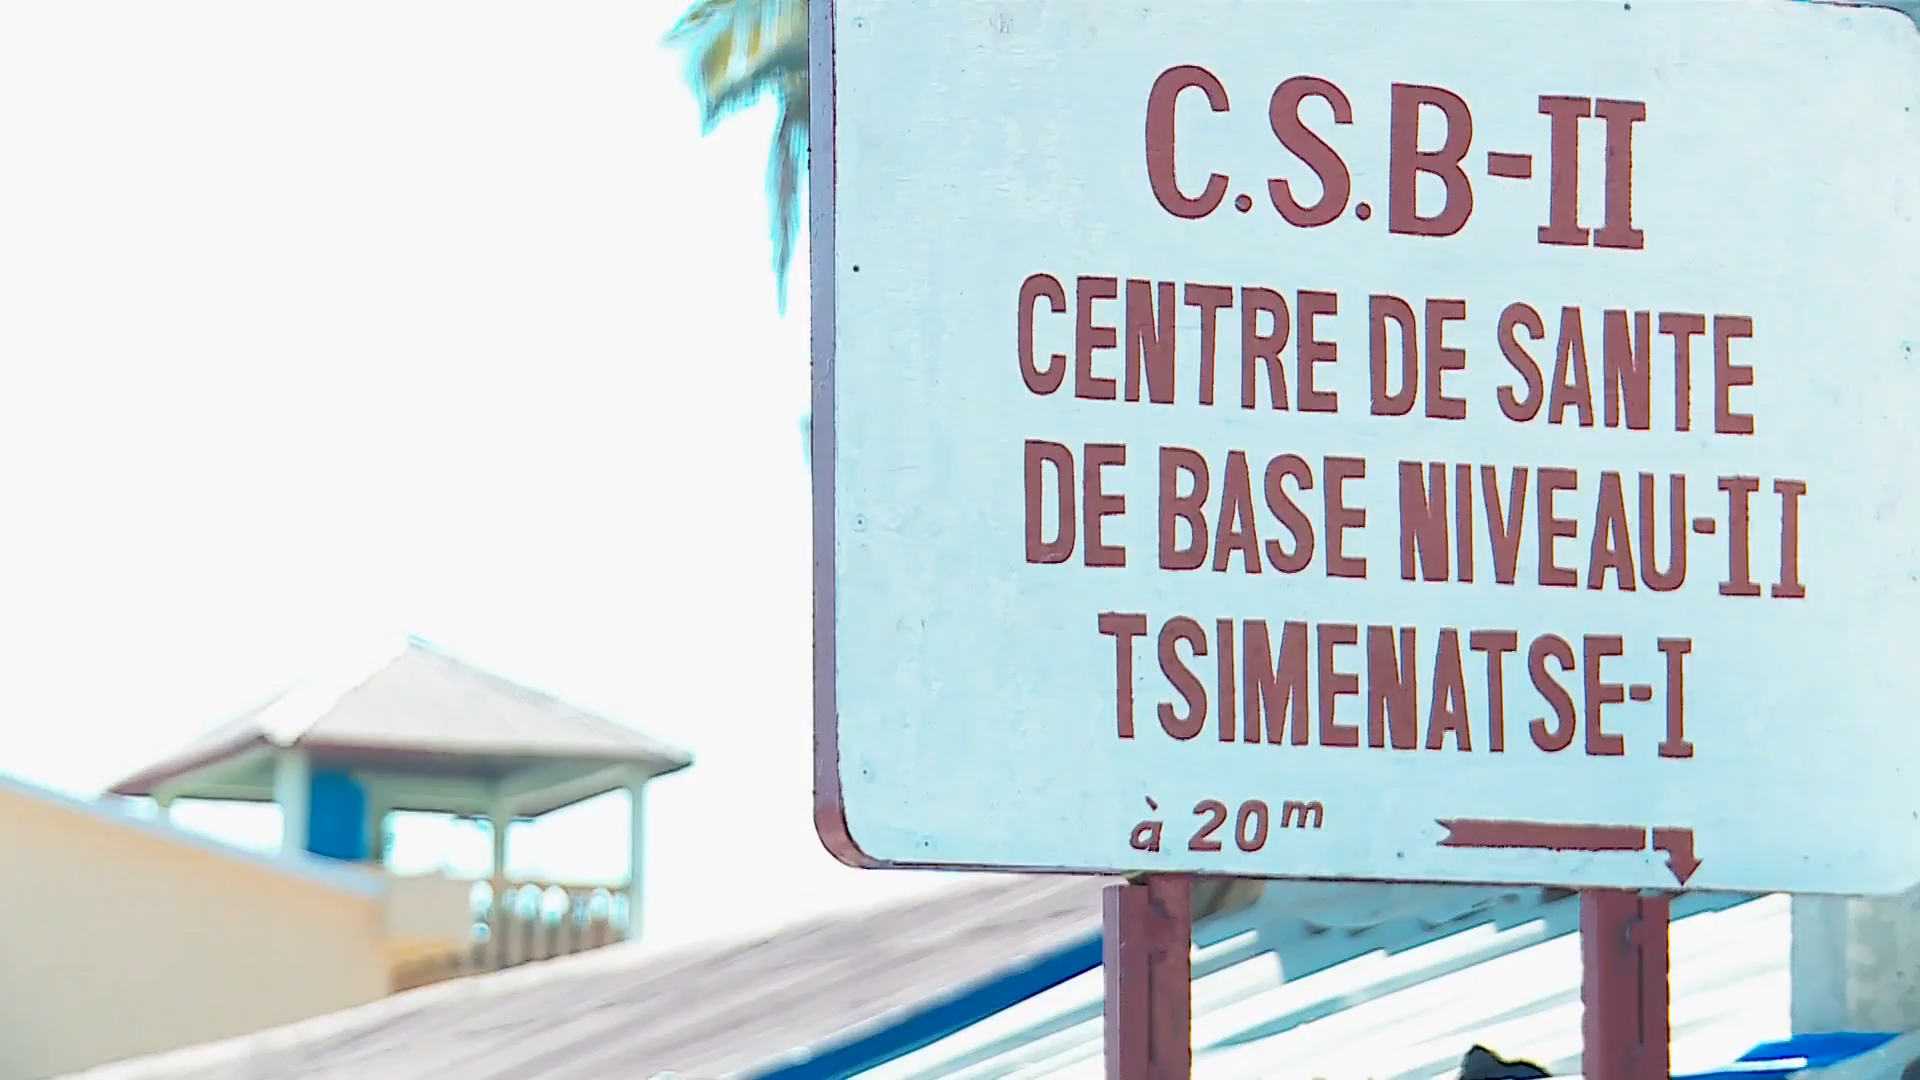 C.S.B-II
CENTRE DE SANTE
DE BASE NIVEAU-II
TSIMENATSE-I
à 20m